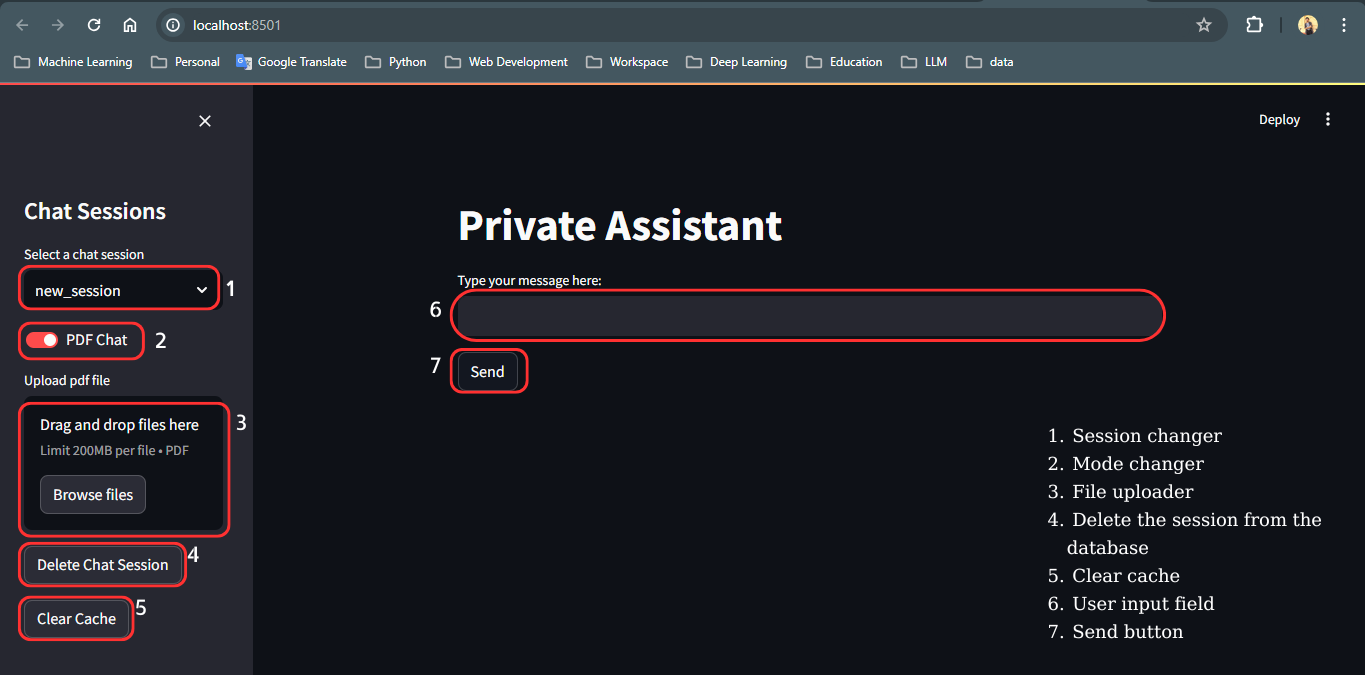 localhost:8501
Machine Learning Personal Google Translate Python Web Development Workspace Deep Learning Education LLM data
Deploy
Chat Sessions
Select a chat session
new_session
1
PDF Chat
2
Upload pdf file
Drag and drop files here
3
Limit 200MB per file • PDF
Browse files
Delete Chat Session
4
Clear Cache
5
Private Assistant
Type your message here:
6
7
Send
1. Session changer
2. Mode changer
3. File uploader
4. Delete the session from the
database
5. Clear cache
6. User input field
7. Send button